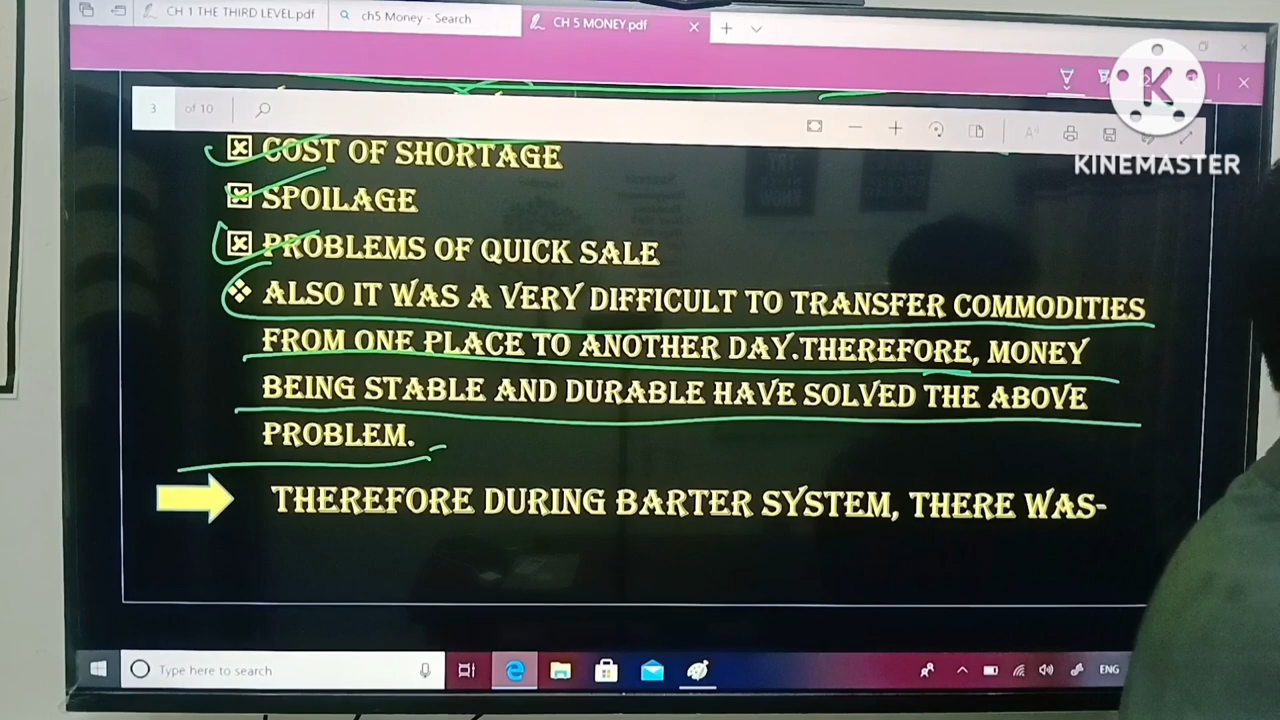 CH 1 THE THIRD LEVEL.pdf
ch5 Money - Search
CH 5 MONEY.pdf
3 of 10
K
KINEMASTER
COST OF SHORTAGE
SPOILAGE
PROBLEMS OF QUICK SALE
ALSO IT WAS A VERY DIFFICULT TO TRANSFER COMMODITIES
FROM ONE PLACE TO ANOTHER DAY.THEREFORE, MONEY
BEING STABLE AND DURABLE HAVE SOLVED THE ABOVE
PROBLEM.
THEREFORE DURING BARTER SYSTEM, THERE WAS-
Type here to search
ENG